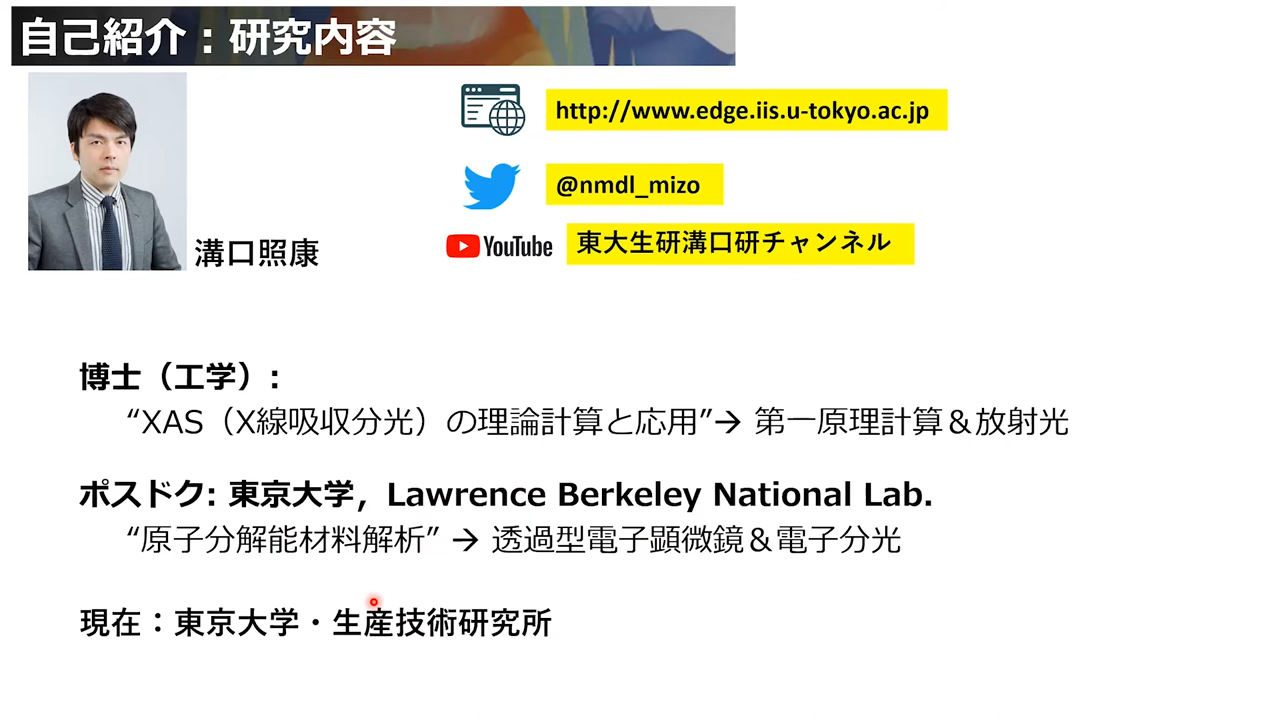 自己紹介：研究内容
http://www.edge.iis.u-tokyo.ac.jp
@nmdl_mizo
YouTube 東大生研溝口研チャンネル
溝口照康
博士（工学）:
“XAS（X線吸収分光）の理論計算と応用”→ 第一原理計算＆放射光
ポスドク: 東京大学，Lawrence Berkeley National Lab.
“原子分解能材料解析” → 透過型電子顕微鏡＆電子分光
現在：東京大学・生産技術研究所